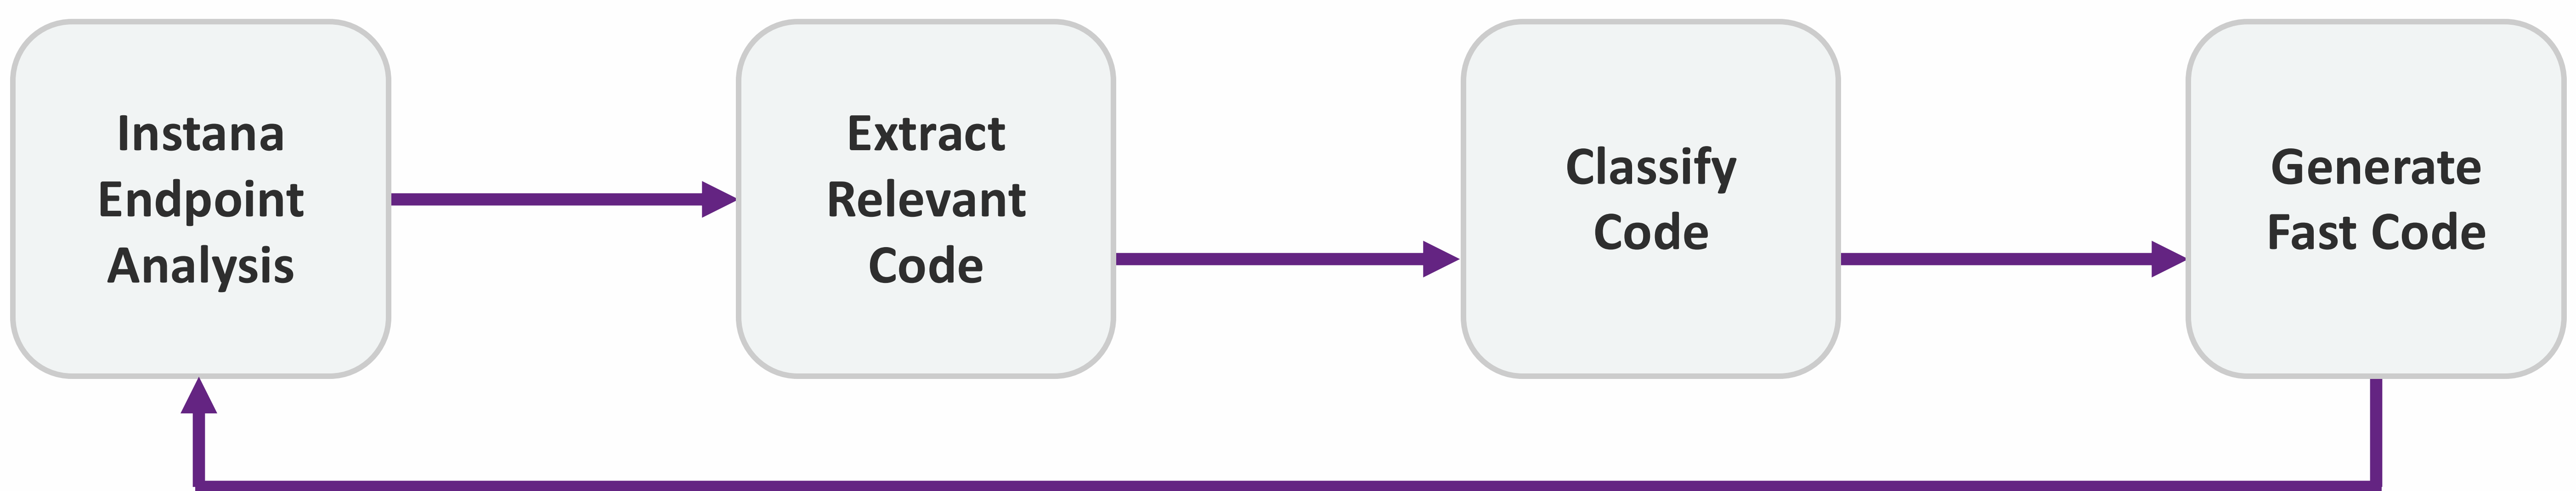 Instana
Endpoint
Analysis
Extract
Relevant
Code
Classify
Code
Generate
Fast Code